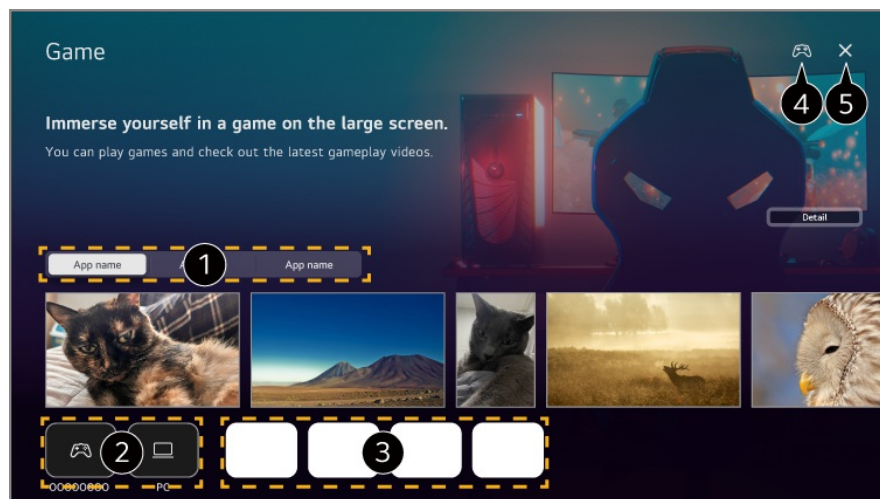 Game
4
5
Immerse yourself in a game on the large screen.
You can play games and check out the latest gameplay videos.
Detail
App name
1
App name
2
3
OOOOOOOO
PC